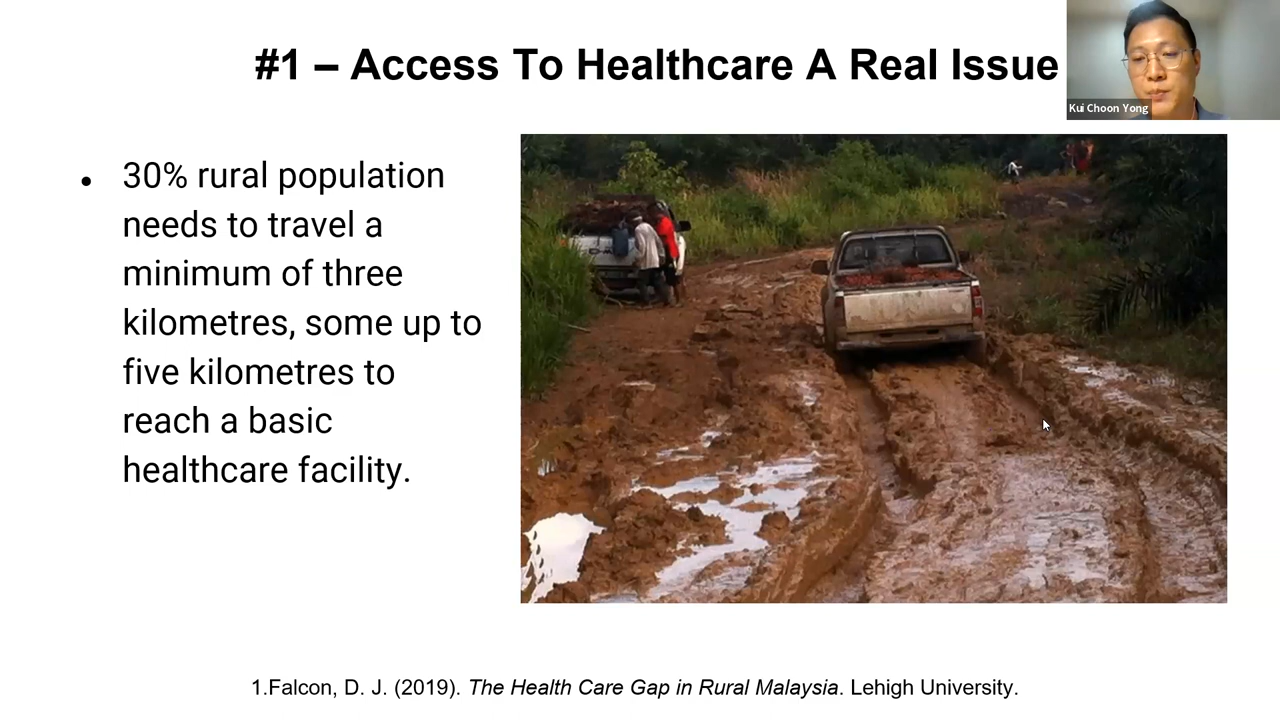 #1 – Access To Healthcare A Real Issue
Kui Choon Yong
● 30% rural population
needs to travel a
minimum of three
kilometres, some up to
five kilometres to
reach a basic
healthcare facility.
1.Falcon, D. J. (2019). The Health Care Gap in Rural Malaysia. Lehigh University.